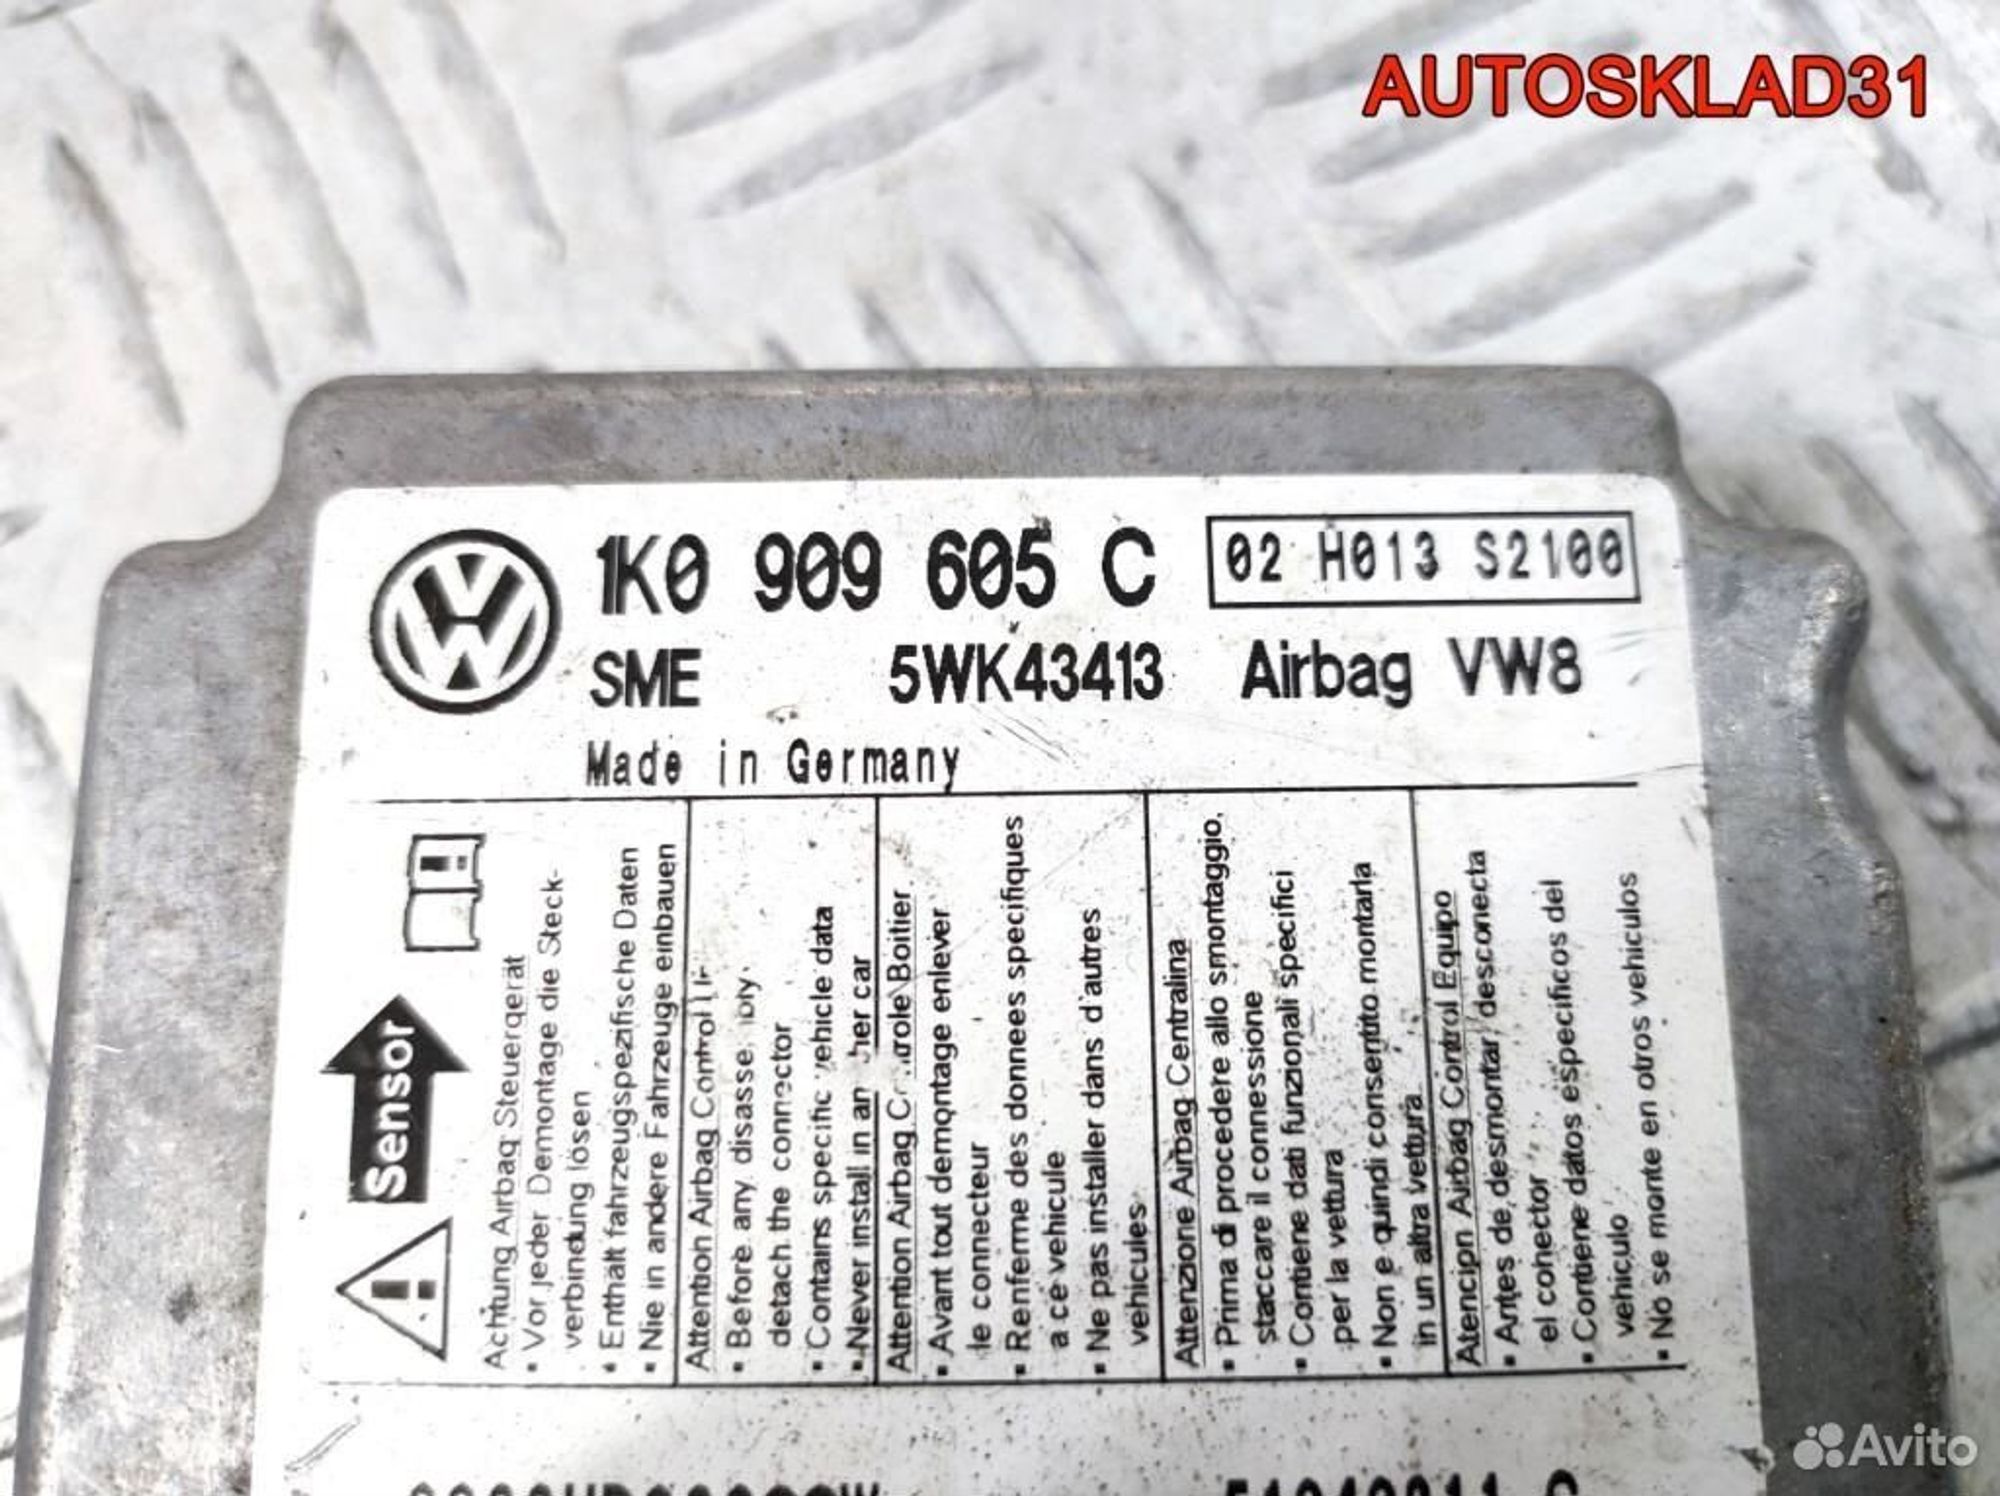 AUTOSKLAD31
1K0 909 605 C
02 H013 S2100
SME 5WK43413 Airbag VW8
Made in Germany
Sensor
Achtung Airbag Steuergerät
• Vor jeder Demontage die Steck-
verbindung lösen
• Enthält fahrzeugspezifische Daten
• Nie in andere Fahrzeuge einbauen
Attention Airbag Control
• Before any
detach the connector
• Contains specific vehicle data
• Never install in an her car
Attention Airbag Boitier
• Avant tout demontage enlever
le connecteur
• Renferme des donnees specifiques
a ce vehicule
• Ne pas installer dans d'autres
vehicules
Attenzione Airbag Centralina
• Prima di procedere allo smontaggio,
staccare il connessione
• Contiene dati funzionali specifici
per la vettura
• Non e quindi consentito montarla
in un altra vettura
Atencion Airbag Control Equipo
• Antes de desmontar, desconecta
el conector
• Contiene datos especificos del
vehiculo
• No se monte en otros vehiculos
Avito